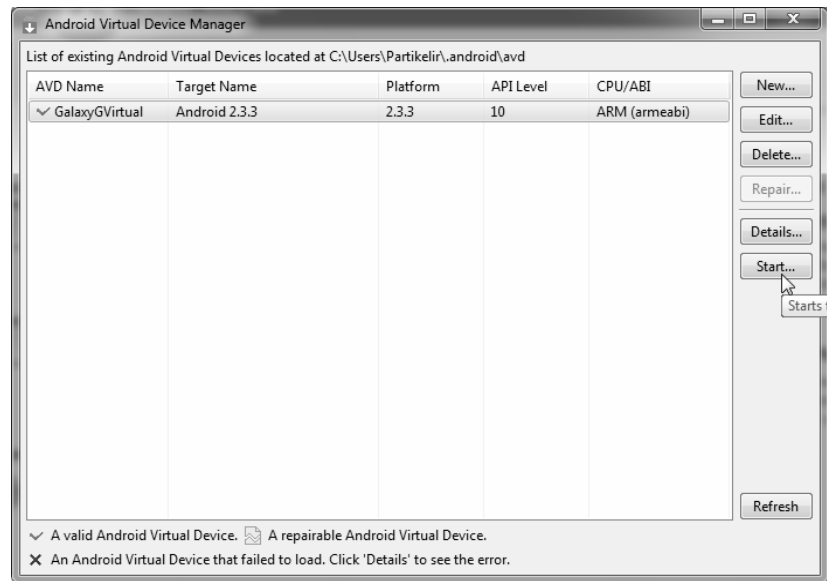 Android Virtual Device Manager
List of existing Android Virtual Devices located at C:\Users\Partikelir\.android\avd
AVD Name Target Name Platform API Level CPU/ABI
GalaxyGVirtual Android 2.3.3 2.3.3 10 ARM (armeabi)
New...
Edit...
Delete...
Repair...
Details...
Start...
Starts
Refresh
A valid Android Virtual Device. A repairable Android Virtual Device.
An Android Virtual Device that failed to load. Click 'Details' to see the error.